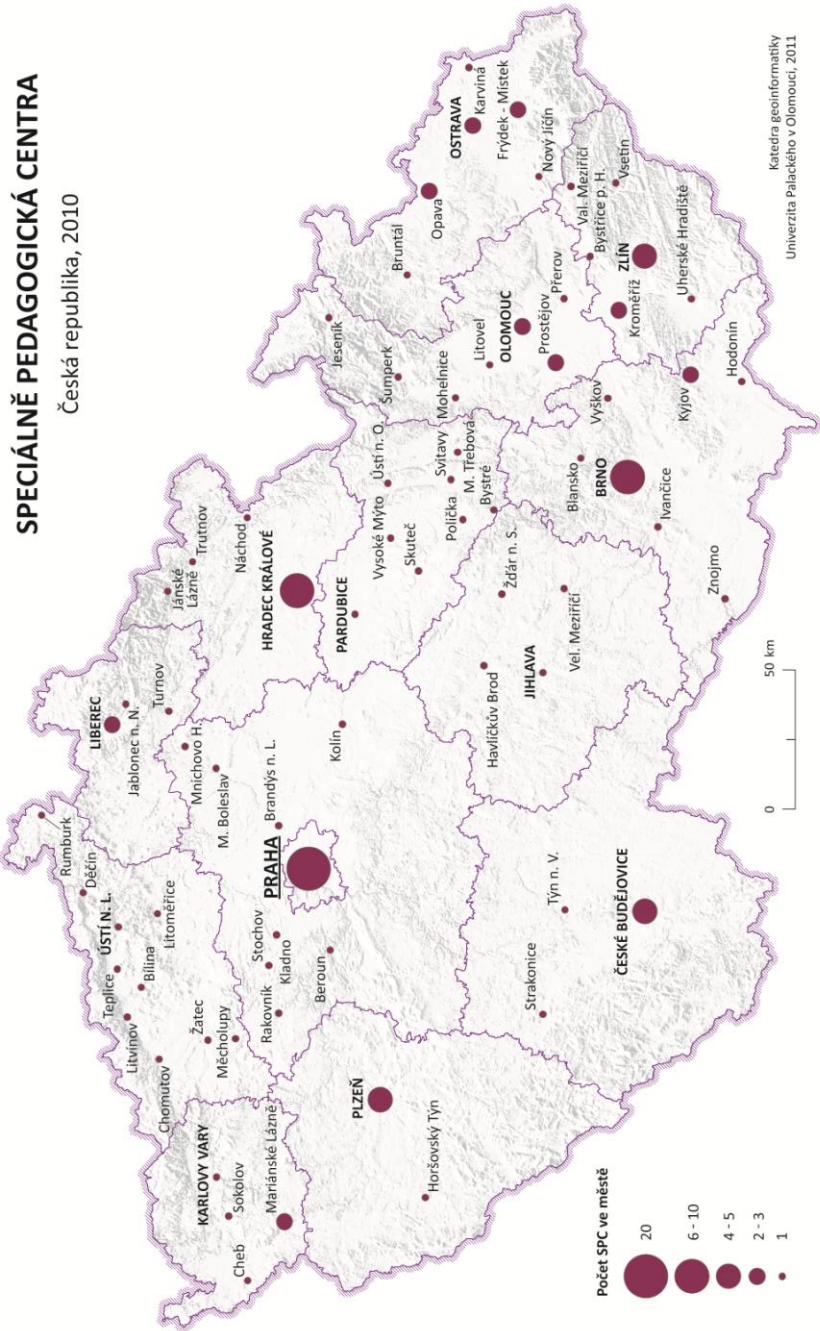 SPECIÁLNĚ PEDAGOGICKÁ CENTRA
Česká republika, 2010
Rumburk
Děčín
ÚSTÍ N. L.
Teplice
Litvínov
Bílina
Litoměřice
Chomutov
Žatec
Měcholupy
KARLOVY VARY
Sokolov
Cheb
Mariánské Lázně
LIBEREC
Jablonec n. N.
Turnov
Mnichovo H.
M. Boleslav
Brandýs n. L.
PRAHA
Stochov
Kladno
Rakovník
Beroun
Kolín
Jánské
Lázně
Trutnov
Náchod
HRADEC KRÁLOVÉ
PARDUBICE
Vysoké Mýto
Ústí n. O.
Skuteč
Polička
Svitavy
M. Třebová
Bystré
PLZEŇ
Horšovský Týn
Strakonice
Týn n. V.
ČESKÉ BUDĚJOVICE
Havlíčkův Brod
JIHLAVA
Žďár n. S.
Vel. Meziříčí
Jeseník
Šumperk
Mohelnice
Litovel
OLOMOUC
Prostějov
Přerov
Bruntál
Opava
OSTRAVA
Karviná
Frýdek - Místek
Nový Jičín
Val. Meziříčí
Bystřice p. H.
Vsetín
ZLÍN
Kroměříž
Uherské Hradiště
Vyškov
Blansko
BRNO
Ivančice
Kyjov
Hodonín
Znojmo
Počet SPC ve městě
20
6 - 10
4 - 5
2 - 3
1
0
50 km
Katedra geoinformatiky
Univerzita Palackého v Olomouci, 2011